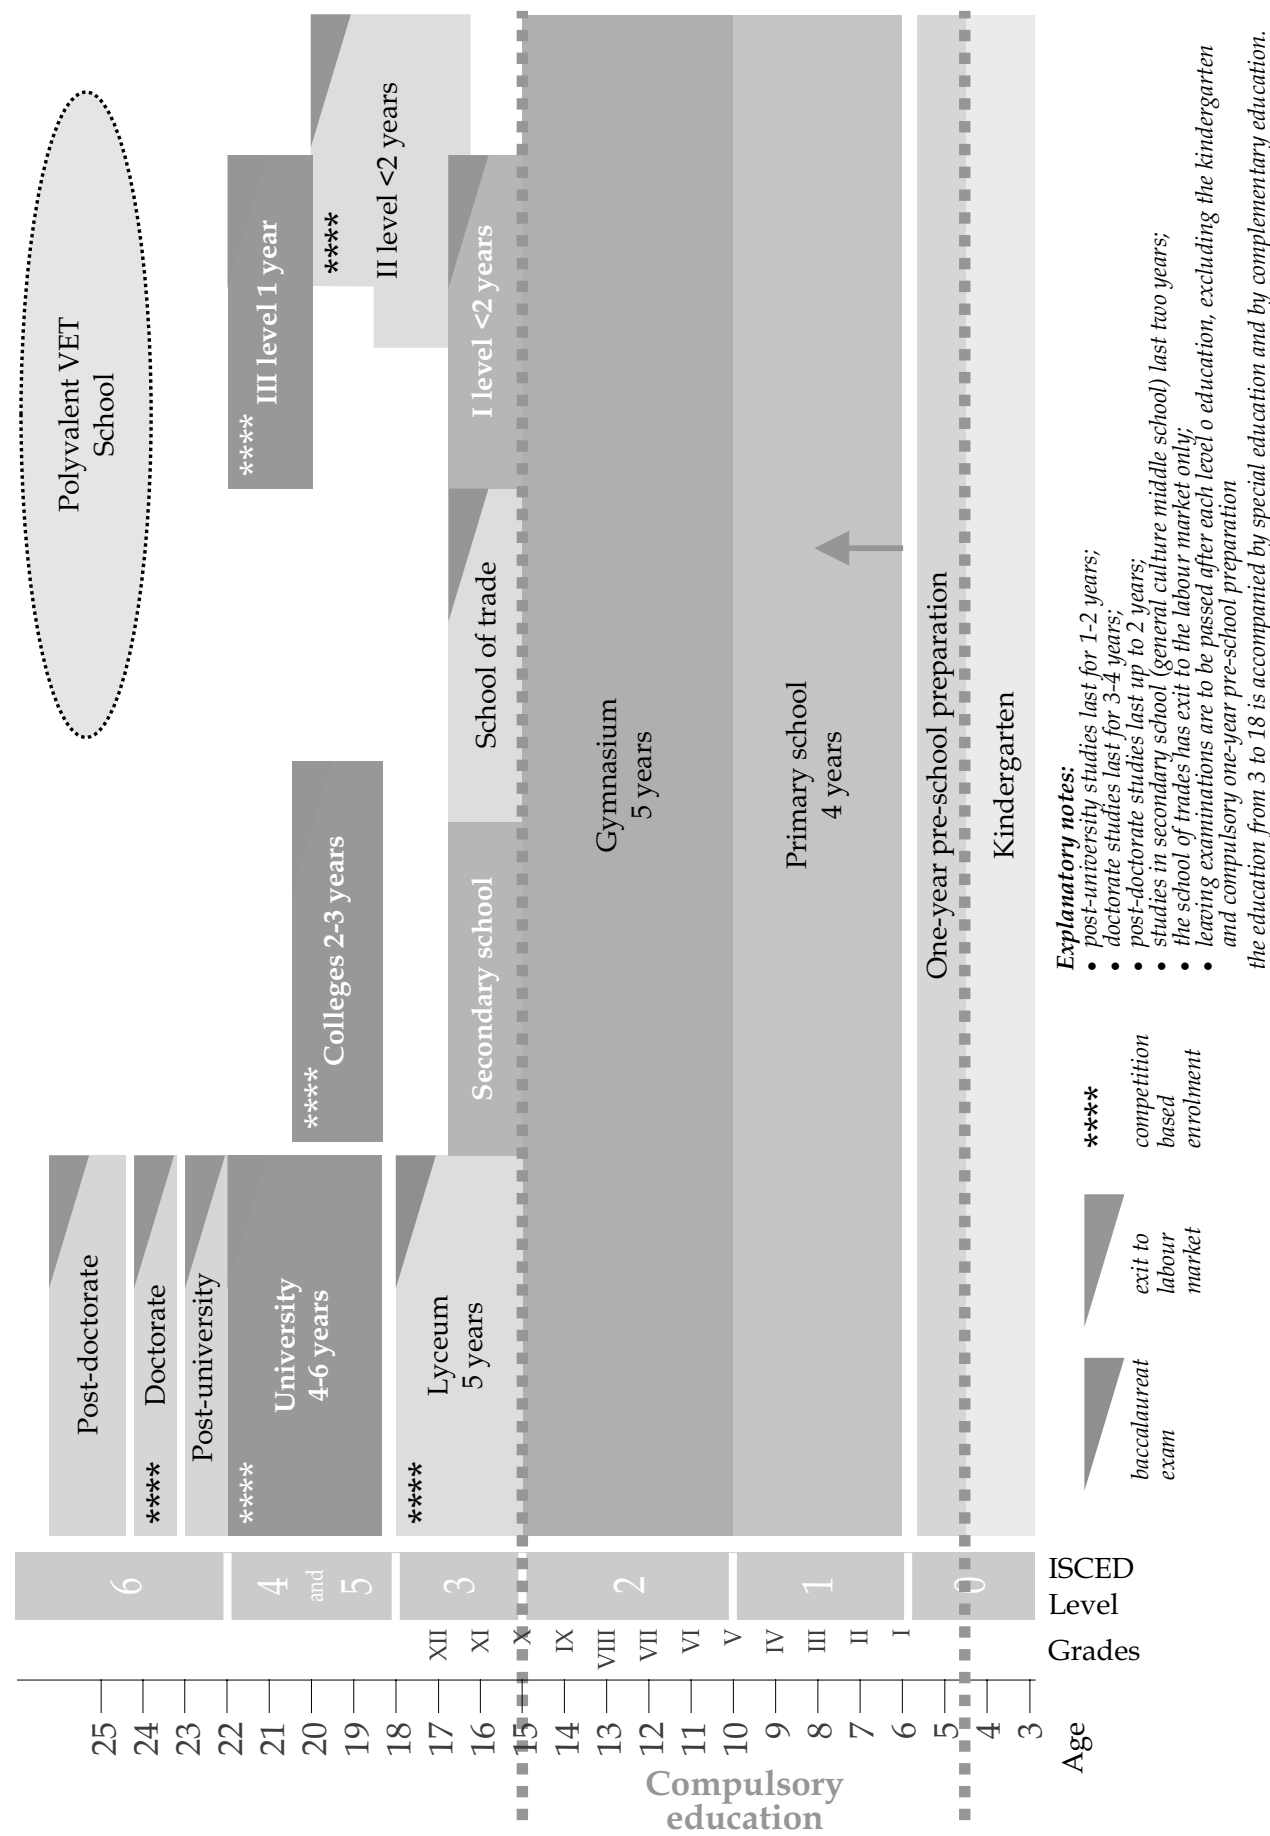 Polyvalent VET
School
Post-doctorate
****
Doctorate
Post-university
****
University
4-6 years
****
Colleges 2-3 years
****
III level 1 year
****
II level <2 years
****
Lyceum
5 years
Secondary school
School of trade
I level <2 years
Gymnasium
5 years
Primary school
4 years
One-year pre-school preparation
Kindergarten
6
4
and
5
3
2
1
0
ISCED
Level
XII
XI
X
IX
VIII
VII
VI
V
IV
III
II
I
Grades
25
24
23
22
21
20
19
18
17
16
15
14
13
12
11
10
9
8
7
6
5
4
3
Age
Compulsory
education
baccalaureat
exam
exit to
labour
market
****
competition
based
enrolment
Explanatory notes:
• post-university studies last for 1-2 years;
• doctorate studies last for 3-4 years;
• post-doctorate studies last up to 2 years;
• studies in secondary school (general culture middle school) last two years;
• the school of trades has exit to the labour market only;
• leaving examinations are to be passed after each level o education, excluding the kindergarten
and compulsory one-year pre-school preparation
the education from 3 to 18 is accompanied by special education and by complementary education.